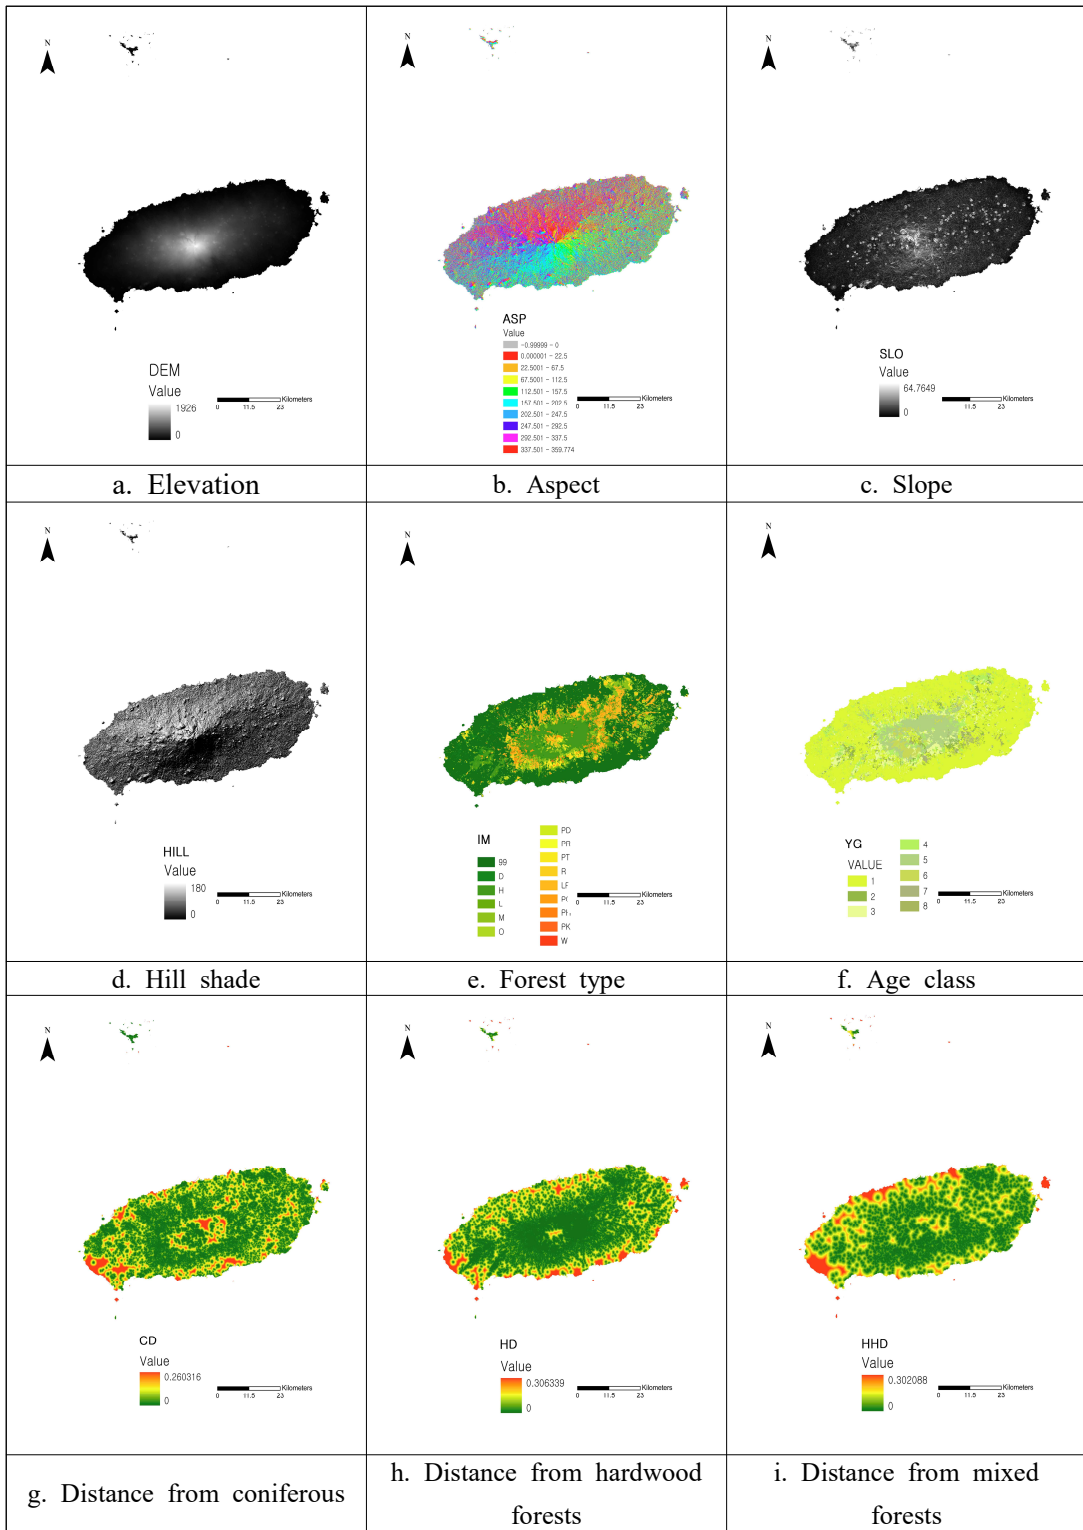 N
DEM
Value
1926
0
0 11.5 23 Kilometers
a. Elevation
N
ASP
Value
-0.99999 - 0
0.000001 - 22.5
22.5001 - 67.5
67.5001 - 112.5
112.501 - 157.5
157.501 - 202.5
202.501 - 247.5
247.501 - 292.5
292.501 - 337.5
337.501 - 359.774
0 11.5 23 Kilometers
b. Aspect
N
SLO
Value
64.7649
0
0 11.5 23 Kilometers
c. Slope
N
HILL
Value
180
0
0 11.5 23 Kilometers
d. Hill shade
N
IM
99
D
H
L
M
O
PD
PT
R
W
0 11.5 23 Kilometers
e. Forest type
N
YG
VALUE
1
2
3
4
5
6
7
8
0 11.5 23 Kilometers
f. Age class
N
CD
Value
0.260316
0
0 11.5 23 Kilometers
g. Distance from coniferous
N
HD
Value
0.306339
0
0 11.5 23 Kilometers
h. Distance from hardwood
forests
N
HHD
Value
0.302088
0
0 11.5 23 Kilometers
i. Distance from mixed
forests